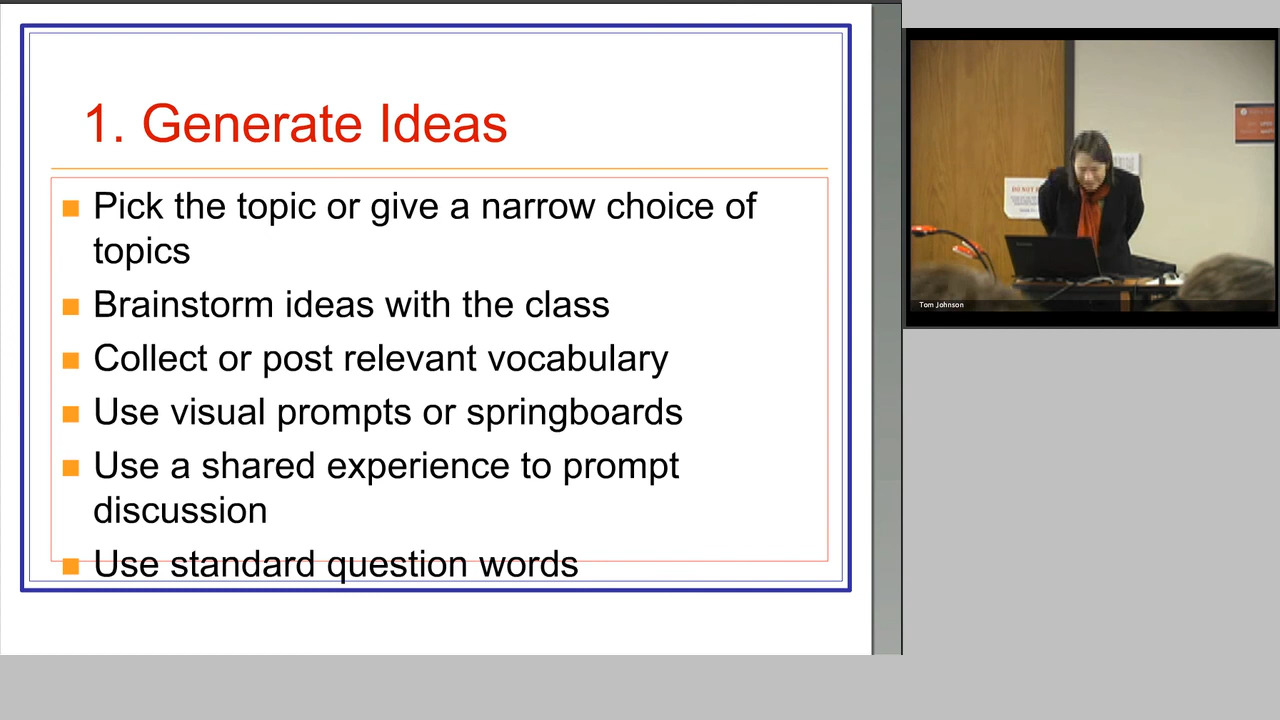 1. Generate Ideas
Pick the topic or give a narrow choice of
topics
Brainstorm ideas with the class
Collect or post relevant vocabulary
Use visual prompts or springboards
Use a shared experience to prompt
discussion
Use standard question words
DO NOT
Tom Johnson